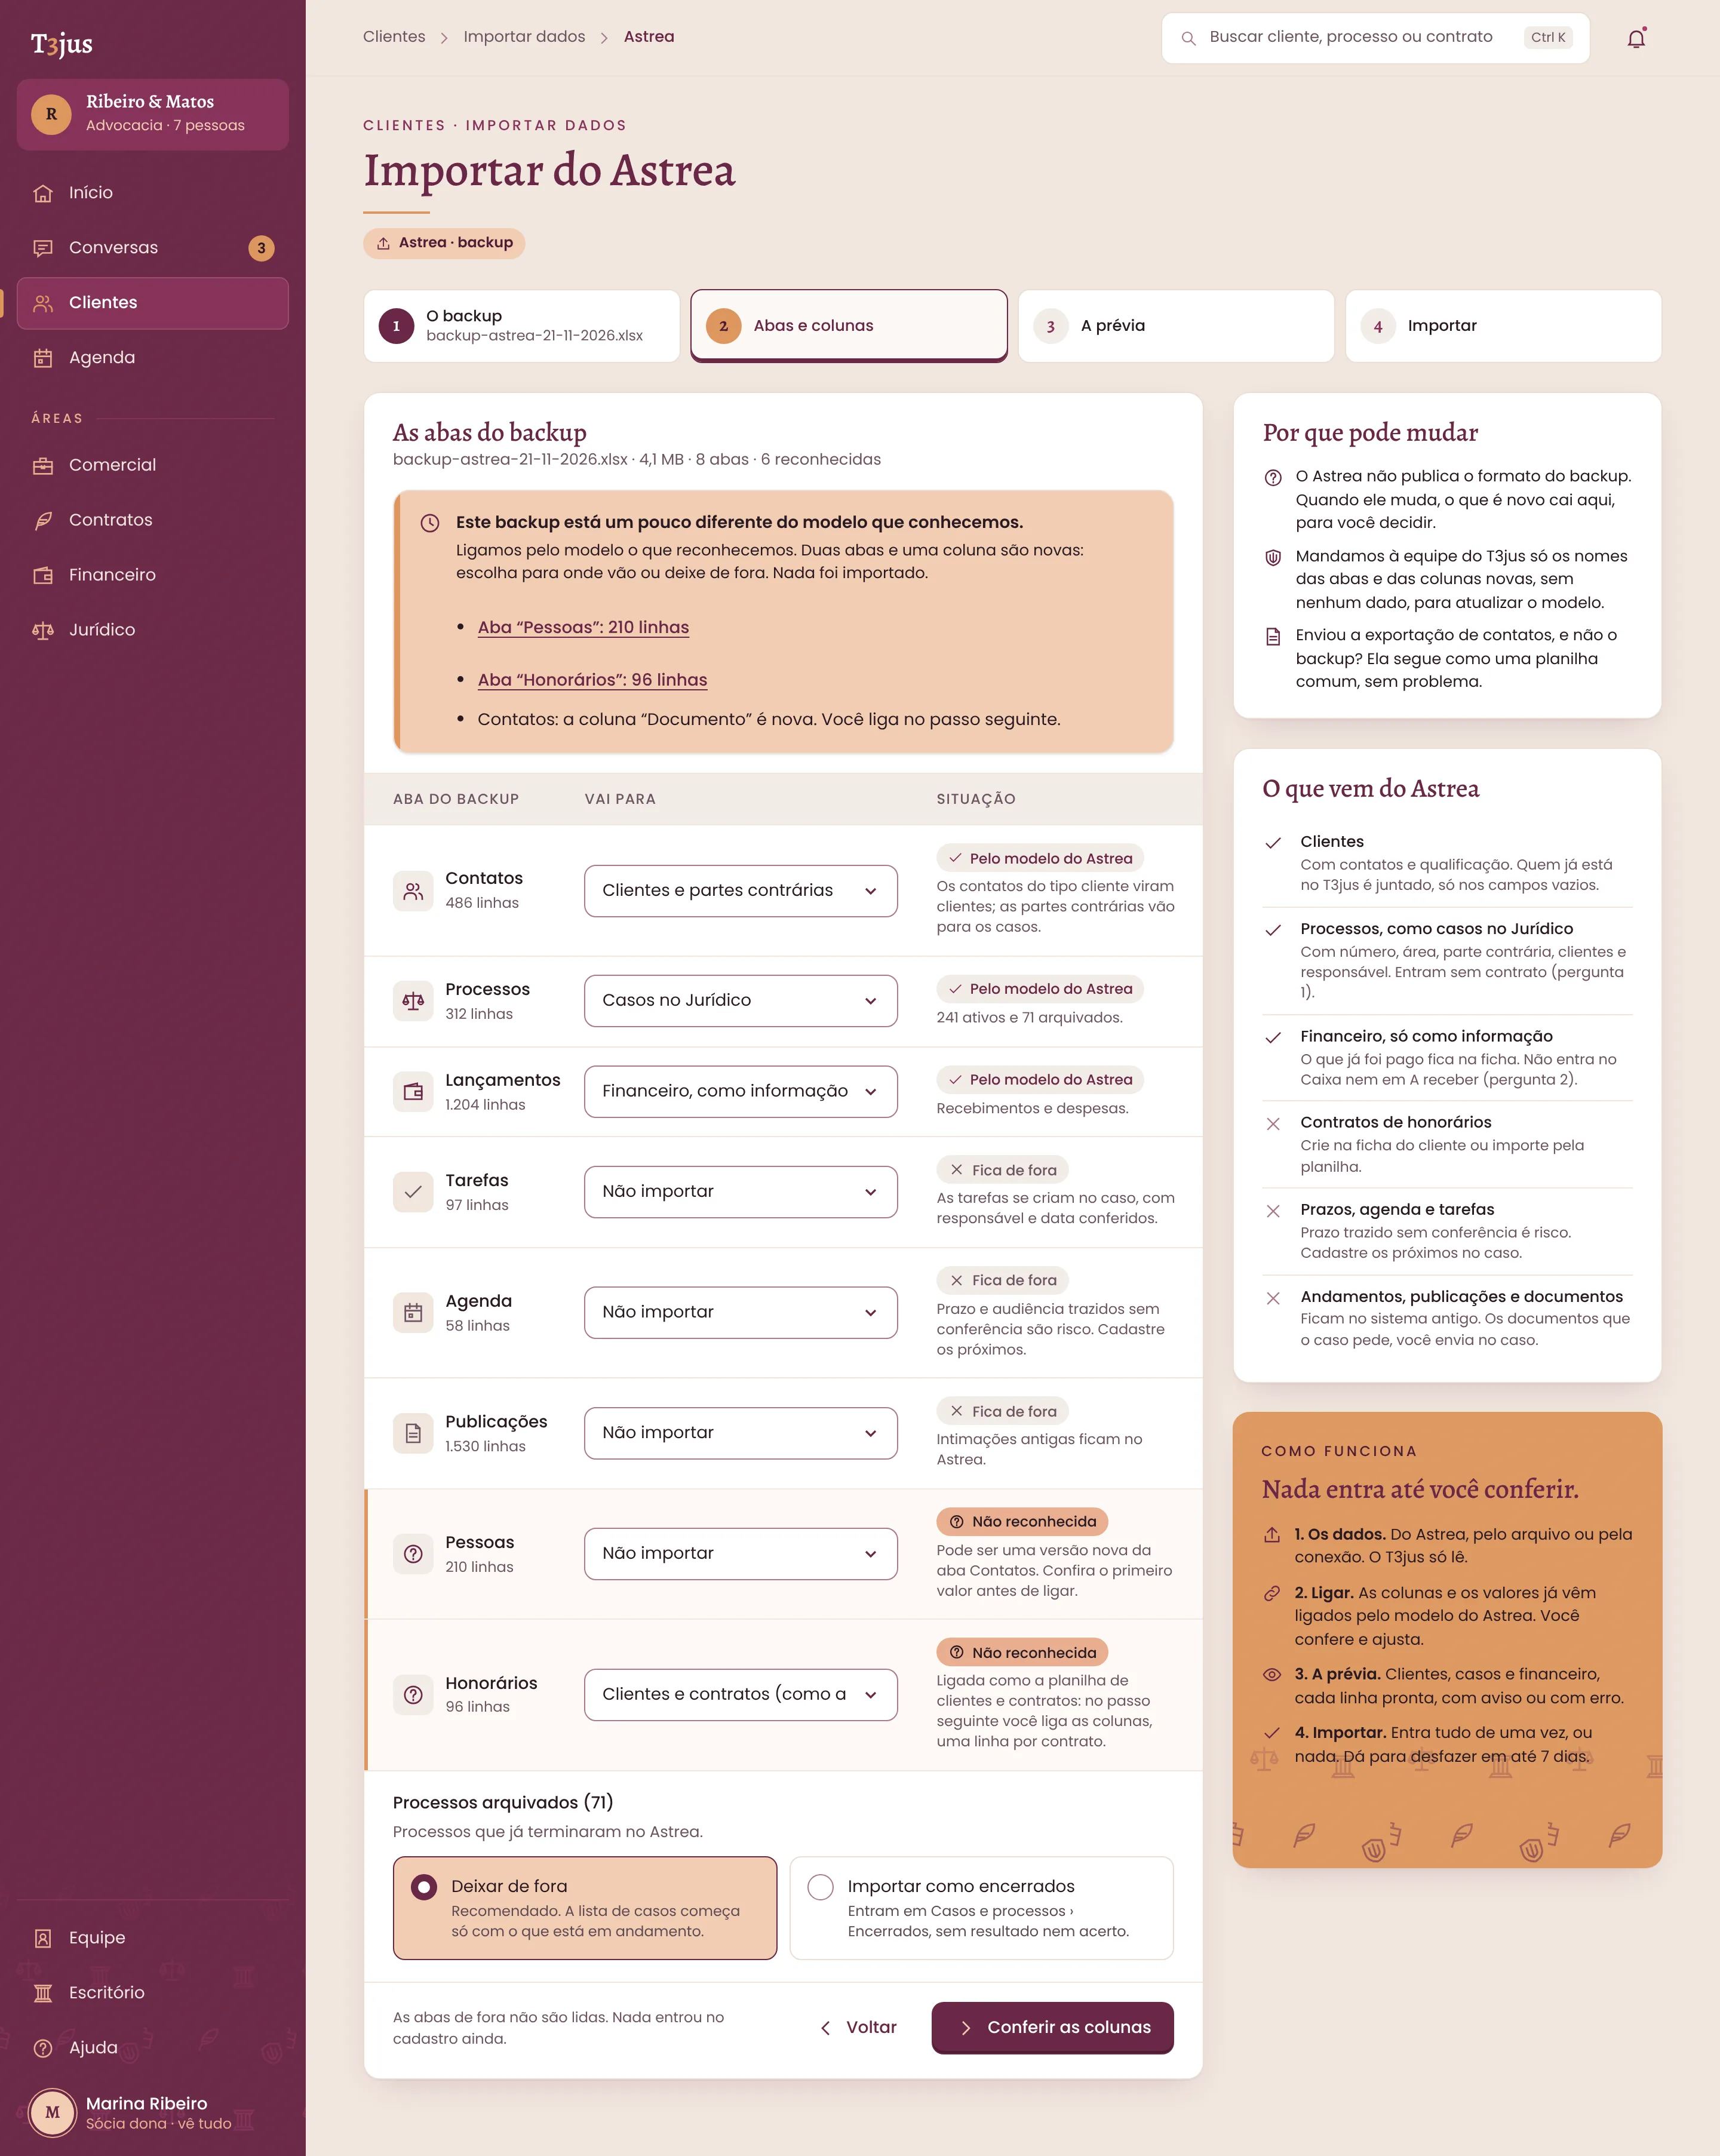 T3jus
R
Ribeiro & Matos
Advocacia · 7 pessoas
Início
Conversas
3
Clientes
Agenda
ÁREAS
Comercial
Contratos
Financeiro
Jurídico
Equipe
Escritório
Ajuda
M
Marina Ribeiro
Sócia dona · vê tudo
Clientes
Importar dados
Astrea
Buscar cliente, processo ou contrato
Ctrl K
CLIENTES · IMPORTAR DADOS
Importar do Astrea
Astrea · backup
1
O backup
backup-astrea-21-11-2026.xlsx
2
Abas e colunas
3
A prévia
4
Importar
As abas do backup
backup-astrea-21-11-2026.xlsx · 4,1 MB · 8 abas · 6 reconhecidas
Este backup está um pouco diferente do modelo que conhecemos.
Ligamos pelo modelo o que reconhecemos. Duas abas e uma coluna são novas:
escolha para onde vão ou deixe de fora. Nada foi importado.
• Aba “Pessoas”: 210 linhas
• Aba “Honorários”: 96 linhas
• Contatos: a coluna “Documento” é nova. Você liga no passo seguinte.
ABA DO BACKUP
VAI PARA
SITUAÇÃO
Contatos
486 linhas
Clientes e partes contrárias
Pelo modelo do Astrea
Os contatos do tipo cliente viram
clientes; as partes contrárias vão
para os casos.
Processos
312 linhas
Casos no Jurídico
Pelo modelo do Astrea
241 ativos e 71 arquivados.
Lançamentos
1.204 linhas
Financeiro, como informação
Pelo modelo do Astrea
Recebimentos e despesas.
Tarefas
97 linhas
Não importar
Fica de fora
As tarefas se criam no caso, com
responsável e data conferidos.
Agenda
58 linhas
Não importar
Fica de fora
Prazo e audiência trazidos sem
conferência são risco. Cadastre
os próximos.
Publicações
1.530 linhas
Não importar
Fica de fora
Intimações antigas ficam no
Astrea.
Pessoas
210 linhas
Não importar
Não reconhecida
Pode ser uma versão nova da
aba Contatos. Confira o primeiro
valor antes de ligar.
Honorários
96 linhas
Clientes e contratos (como a
Não reconhecida
Ligada como a planilha de
clientes e contratos: no passo
seguinte você liga as colunas,
uma linha por contrato.
Processos arquivados (71)
Processos que já terminaram no Astrea.
Deixar de fora
Recomendado. A lista de casos começa
só com o que está em andamento.
Importar como encerrados
Entram em Casos e processos ›
Encerrados, sem resultado nem acerto.
As abas de fora não são lidas. Nada entrou no
cadastro ainda.
Voltar
Conferir as colunas
Por que pode mudar
O Astrea não publica o formato do backup.
Quando ele muda, o que é novo cai aqui,
para você decidir.
Mandamos à equipe do T3jus só os nomes
das abas e das colunas novas, sem
nenhum dado, para atualizar o modelo.
Enviou a exportação de contatos, e não o
backup? Ela segue como uma planilha
comum, sem problema.
O que vem do Astrea
Clientes
Com contatos e qualificação. Quem já está
no T3jus é juntado, só nos campos vazios.
Processos, como casos no Jurídico
Com número, área, parte contrária, clientes e
responsável. Entram sem contrato (pergunta
1).
Financeiro, só como informação
O que já foi pago fica na ficha. Não entra no
Caixa nem em A receber (pergunta 2).
Contratos de honorários
Crie na ficha do cliente ou importe pela
planilha.
Prazos, agenda e tarefas
Prazo trazido sem conferência é risco.
Cadastre os próximos no caso.
Andamentos, publicações e documentos
Ficam no sistema antigo. Os documentos que
o caso pede, você envia no caso.
COMO FUNCIONA
Nada entra até você conferir.
1. Os dados. Do Astrea, pelo arquivo ou pela
conexão. O T3jus só lê.
2. Ligar. As colunas e os valores já vêm
ligados pelo modelo do Astrea. Você
confere e ajusta.
3. A prévia. Clientes, casos e financeiro,
cada linha pronta, com aviso ou com erro.
4. Importar. Entra tudo de uma vez, ou
nada. Dá para desfazer em até 7 dias.